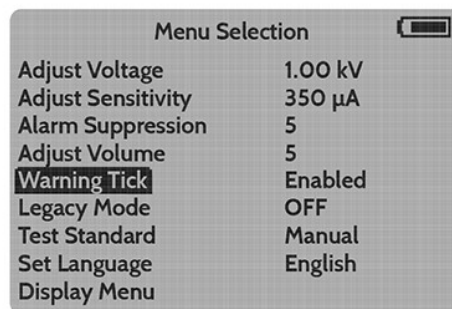 Menu Selection
Adjust Voltage 1.00 kV
Adjust Sensitivity 350 µA
Alarm Suppression 5
Adjust Volume 5
Warning Tick Enabled
Legacy Mode OFF
Test Standard Manual
Set Language English
Display Menu